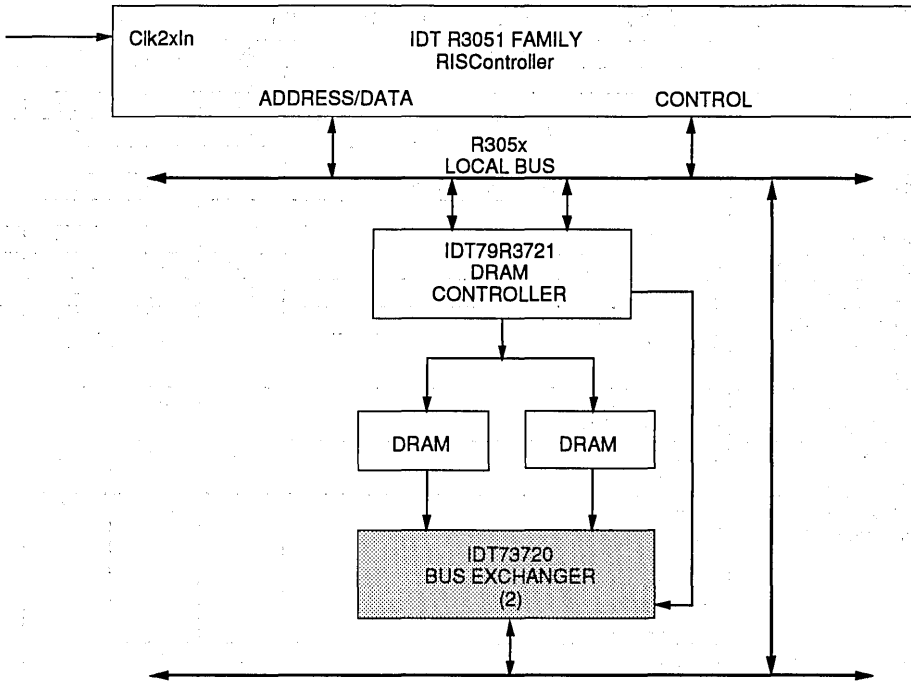 Clk2xIn
IDT R3051 FAMILY
RISController
ADDRESS/DATA
CONTROL
R305x
LOCAL BUS
IDT79R3721
DRAM
CONTROLLER
DRAM
DRAM
IDT73720
BUS EXCHANGER
(2)